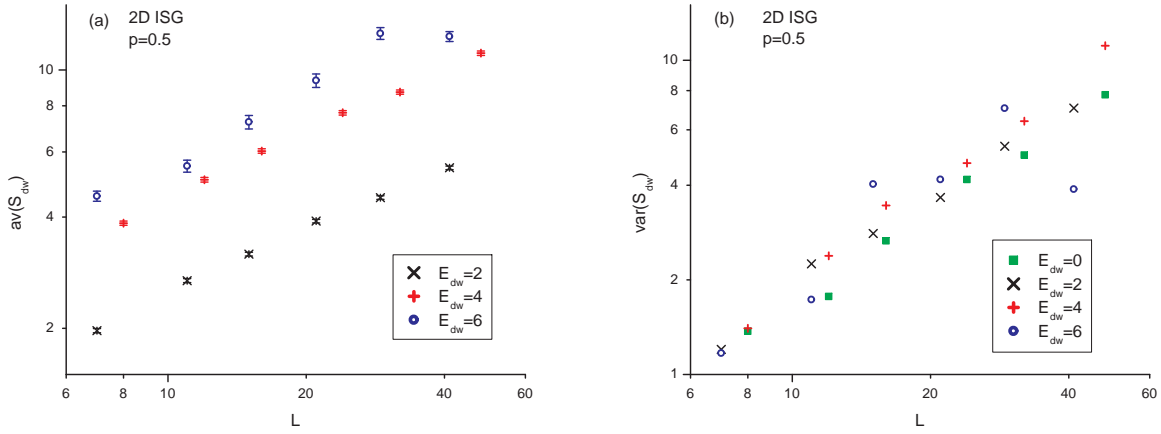 (a) 2D ISG
p=0.5
10
8
6
4
2
av(S_dw)
E_dw=2
E_dw=4
E_dw=6
6 8 10 20 40 60
L
(b) 2D ISG
p=0.5
10
8
6
4
2
1
var(S_dw)
E_dw=0
E_dw=2
E_dw=4
E_dw=6
6 8 10 20 40 60
L